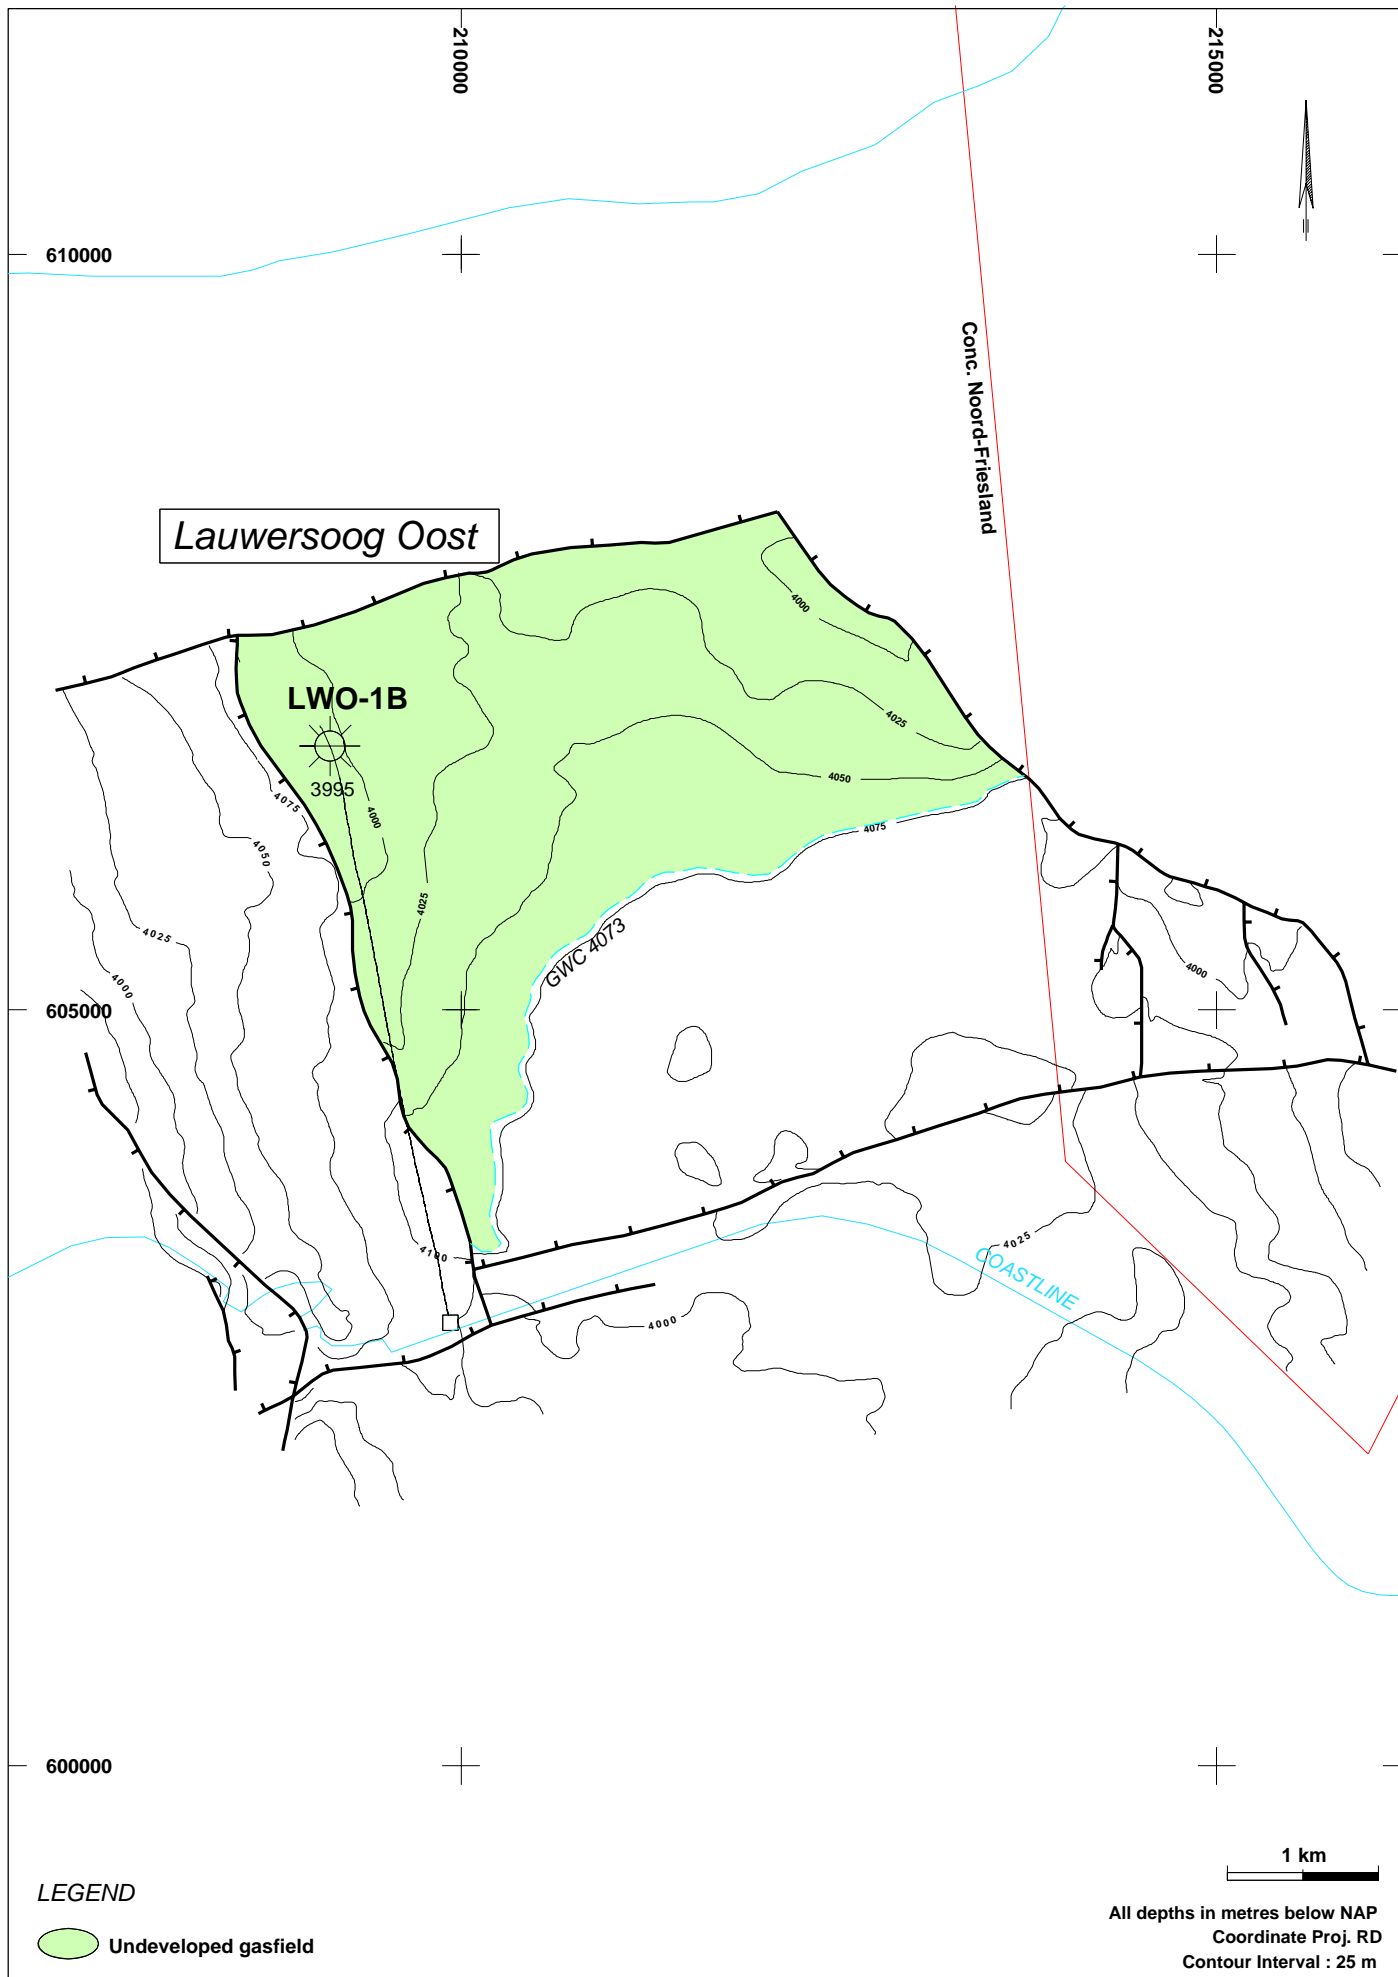 210000
215000
610000
Conc. Noord-Friesland
Lauwersoog Oost
4000
LWO-1B
4025
4050
3995
4075
4000
4075
4050
4025
4025
GWC 4073
4000
4000
605000
4100
4025
COASTLINE
4000
600000
1 km
LEGEND
Undeveloped gasfield
All depths in metres below NAP
Coordinate Proj. RD
Contour Interval : 25 m